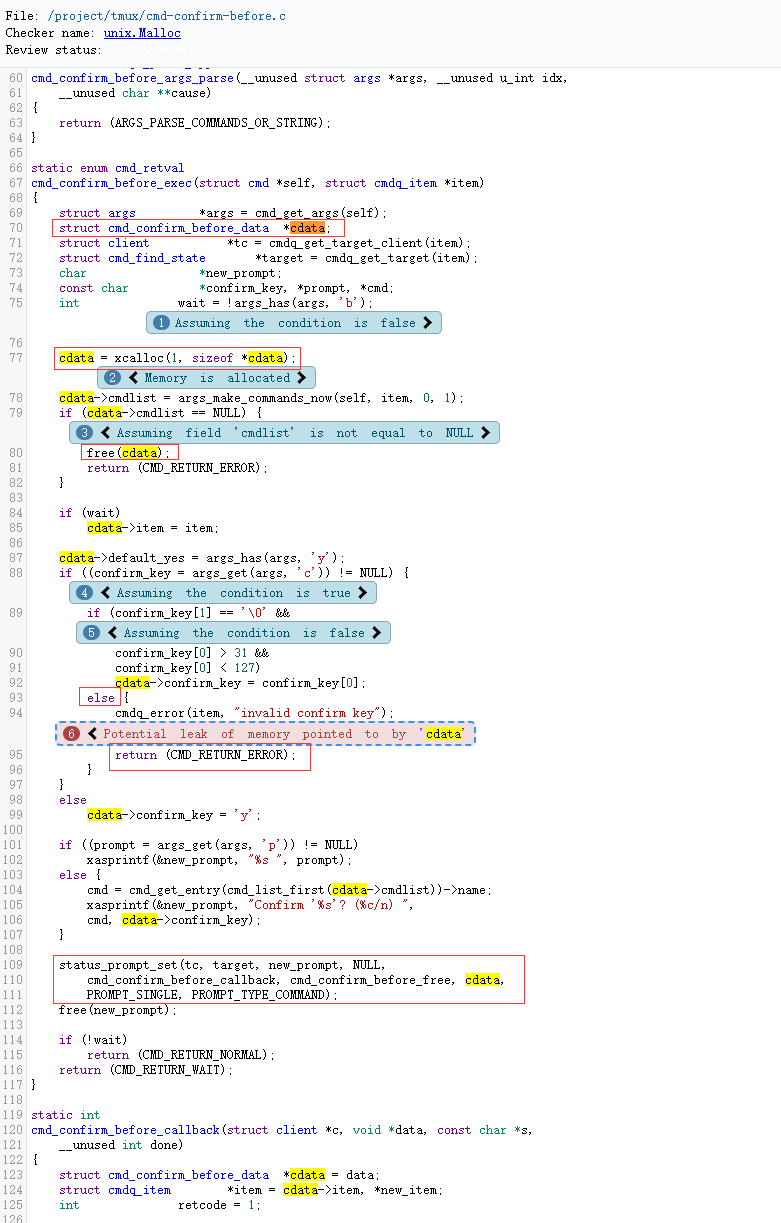 File: /project/tmux/cmd-confirm-before.c
Checker name: unix.Malloc
Review status:
60 cmd_confirm_before_args_parse(__unused struct args *args, __unused u_int idx,
61     __unused char **cause)
62 {
63     return (ARGS_PARSE_COMMANDS_OR_STRING);
64 }
65
66 static enum cmd_retval
67 cmd_confirm_before_exec(struct cmd *self, struct cmdq_item *item)
68 {
69     struct args         *args = cmd_get_args(self);
70     struct cmd_confirm_before_data  *cdata;
71     struct client           *tc = cmdq_get_target_client(item);
72     struct cmd_find_state       *target = cmdq_get_target(item);
73     char                *new_prompt;
74     const char          *confirm_key, *prompt, *cmd;
75     int              wait = !args_has(args, 'b');
1 Assuming the condition is false
76
77     cdata = xcalloc(1, sizeof *cdata);
2 Memory is allocated
78     cdata->cmdlist = args_make_commands_now(self, item, 0, 1);
79     if (cdata->cmdlist == NULL) {
3 Assuming field 'cmdlist' is not equal to NULL
80         free(cdata);
81         return (CMD_RETURN_ERROR);
82     }
83
84     if (wait)
85         cdata->item = item;
86
87     cdata->default_yes = args_has(args, 'y');
88     if ((confirm_key = args_get(args, 'c')) != NULL) {
4 Assuming the condition is true
89         if (confirm_key[1] == '\0' &&
5 Assuming the condition is false
90             confirm_key[0] > 31 &&
91             confirm_key[0] < 127)
92             cdata->confirm_key = confirm_key[0];
93         else {
94             cmdq_error(item, "invalid confirm key");
6 Potential leak of memory pointed to by 'cdata'
95             return (CMD_RETURN_ERROR);
96         }
97     }
98     else
99         cdata->confirm_key = 'y';
100
101     if ((prompt = args_get(args, 'p')) != NULL)
102         xasprintf(&new_prompt, "%s ", prompt);
103     else {
104         cmd = cmd_get_entry(cmd_list_first(cdata->cmdlist))->name;
105         xasprintf(&new_prompt, "Confirm '%s'? (%c/n) ",
106         cmd, cdata->confirm_key);
107     }
108
109     status_prompt_set(tc, target, new_prompt, NULL,
110         cmd_confirm_before_callback, cmd_confirm_before_free, cdata,
111         PROMPT_SINGLE, PROMPT_TYPE_COMMAND);
112     free(new_prompt);
113
114     if (!wait)
115         return (CMD_RETURN_NORMAL);
116     return (CMD_RETURN_WAIT);
117 }
118
119 static int
120 cmd_confirm_before_callback(struct client *c, void *data, const char *s,
121     __unused int done)
122 {
123     struct cmd_confirm_before_data  *cdata = data;
124     struct cmdq_item        *item = cdata->item, *new_item;
125     int              retcode = 1;
126